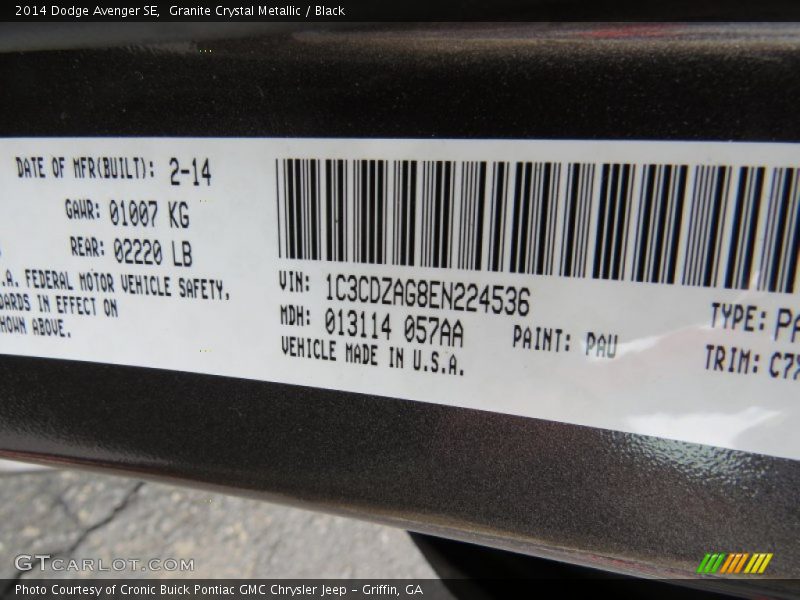 2014 Dodge Avenger SE,  Granite Crystal Metallic / Black
DATE OF MFR(BUILT): 2-14
GAWR: 01007 KG
REAR: 02220 LB
.A. FEDERAL MOTOR VEHICLE SAFETY,
DARDS IN EFFECT ON
HOWN ABOVE.
VIN: 1C3CDZAG8EN224536
MDH: 013114 057AA
PAINT: PAU
VEHICLE MADE IN U.S.A.
TYPE: PA
TRIM: C7X
GTCARLOT.COM
Photo Courtesy of Cronic Buick Pontiac GMC Chrysler Jeep – Griffin, GA